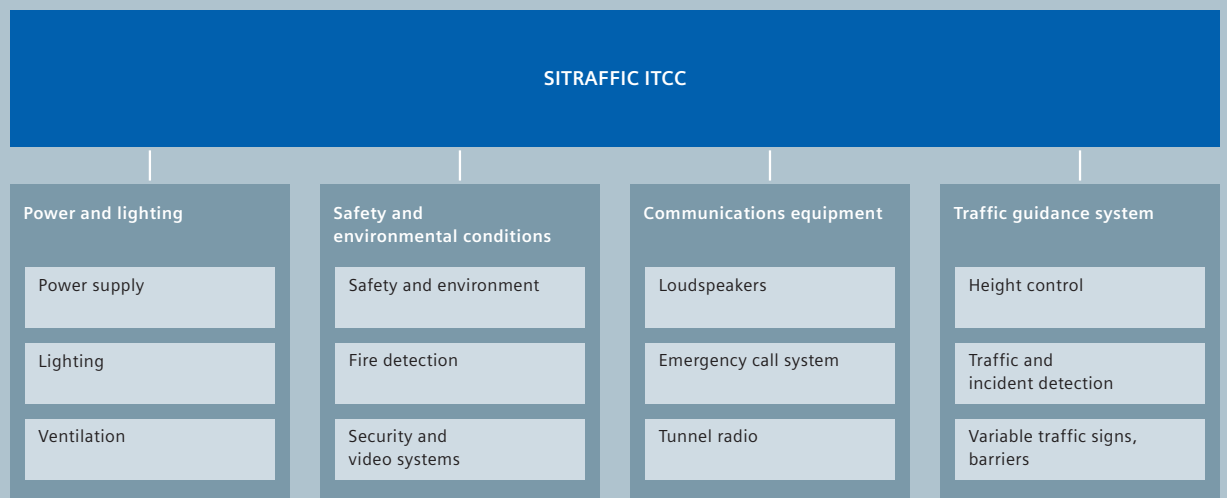 SITRAFFIC ITCC
Power and lighting
Power supply
Lighting
Ventilation
Safety and
environmental conditions
Safety and environment
Fire detection
Security and
video systems
Communications equipment
Loudspeakers
Emergency call system
Tunnel radio
Traffic guidance system
Height control
Traffic and
incident detection
Variable traffic signs,
barriers